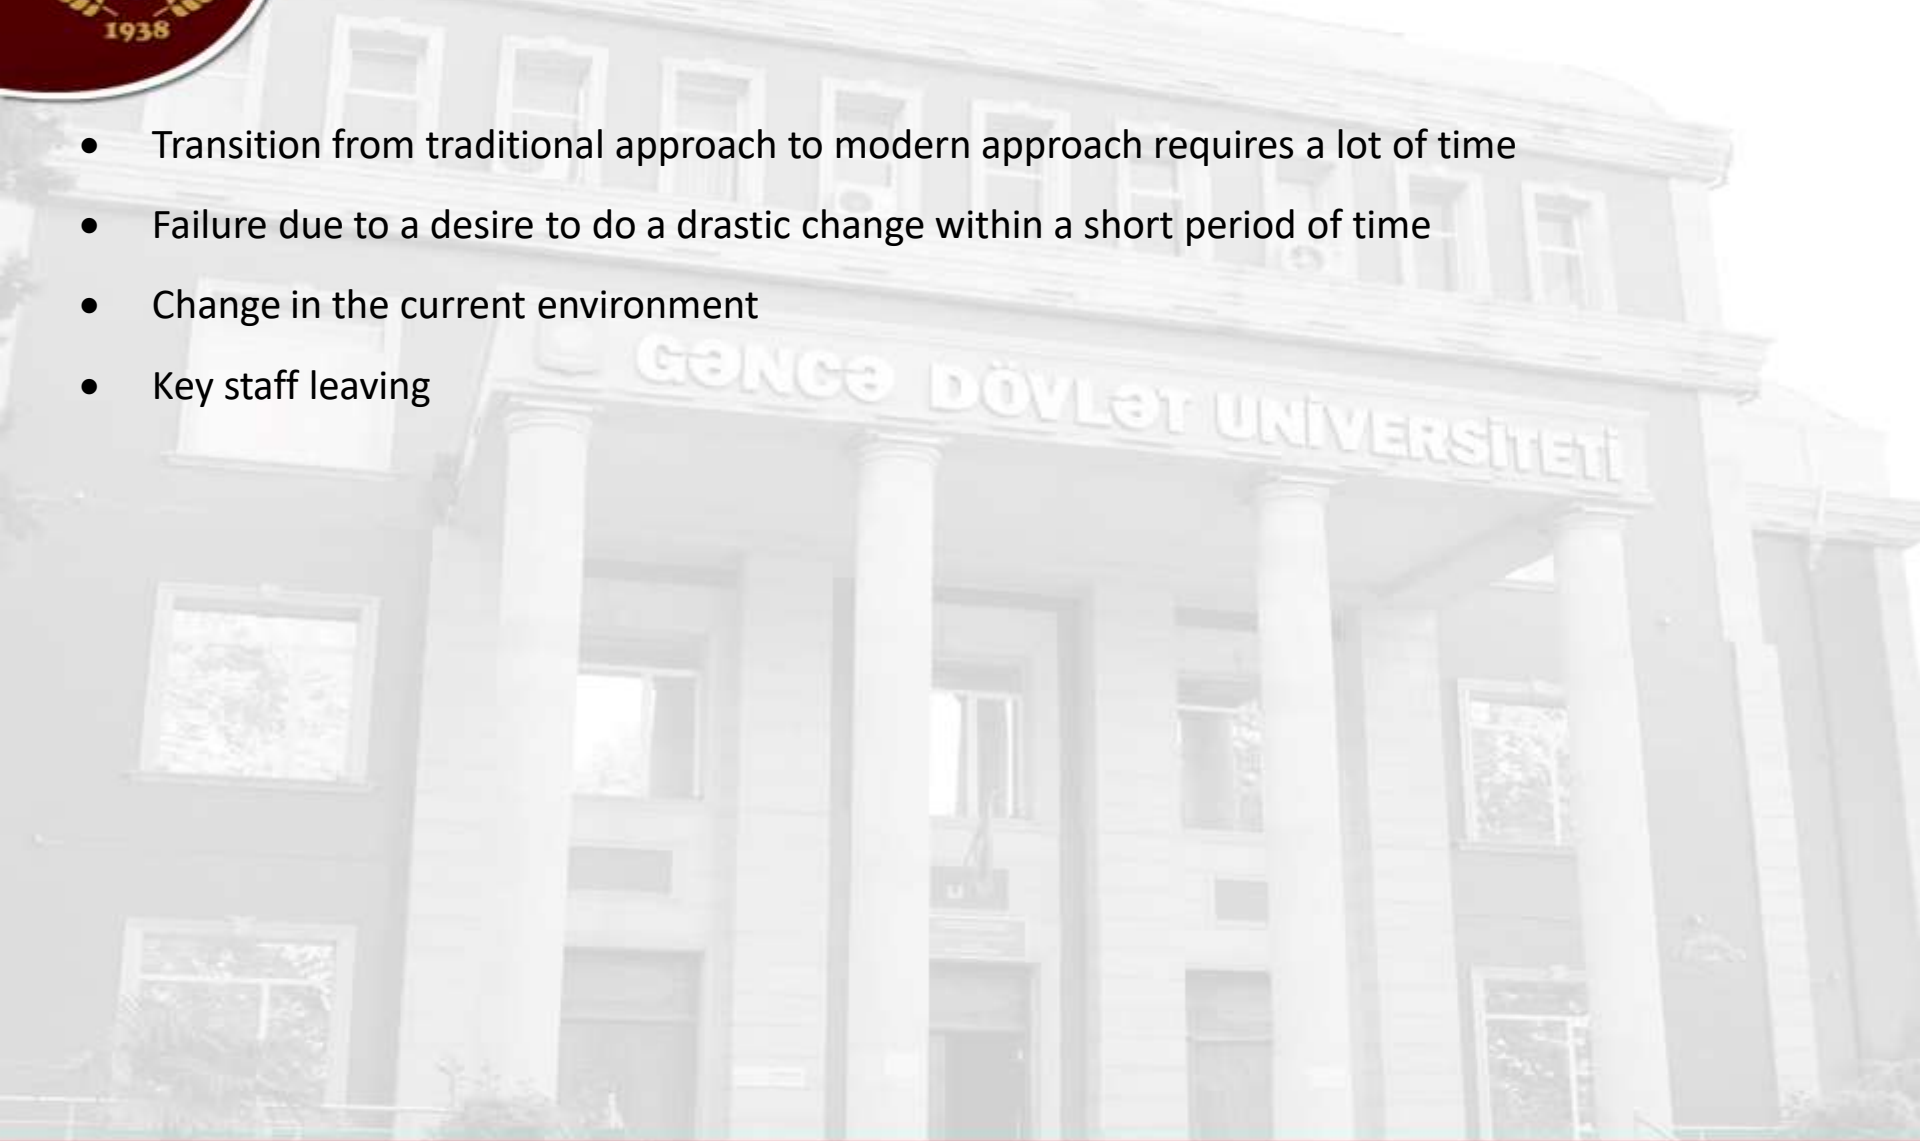 1938
• Transition from traditional approach to modern approach requires a lot of time
• Failure due to a desire to do a drastic change within a short period of time
• Change in the current environment
• Key staff leaving
GƏNCƏ DÖVLƏT UNİVERSİTETİ